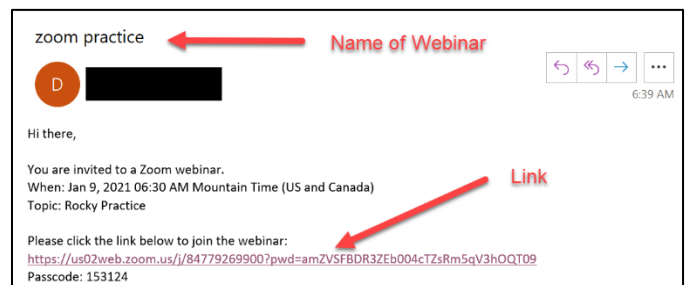 zoom practice
Name of Webinar
D
6:39 AM
Hi there,
You are invited to a Zoom webinar.
When: Jan 9, 2021 06:30 AM Mountain Time (US and Canada)
Topic: Rocky Practice
Link
Please click the link below to join the webinar:
https://us02web.zoom.us/j/84779269900?pwd=amZVSFBDR3ZEb004cTZsRm5qV3hOQT09
Passcode: 153124